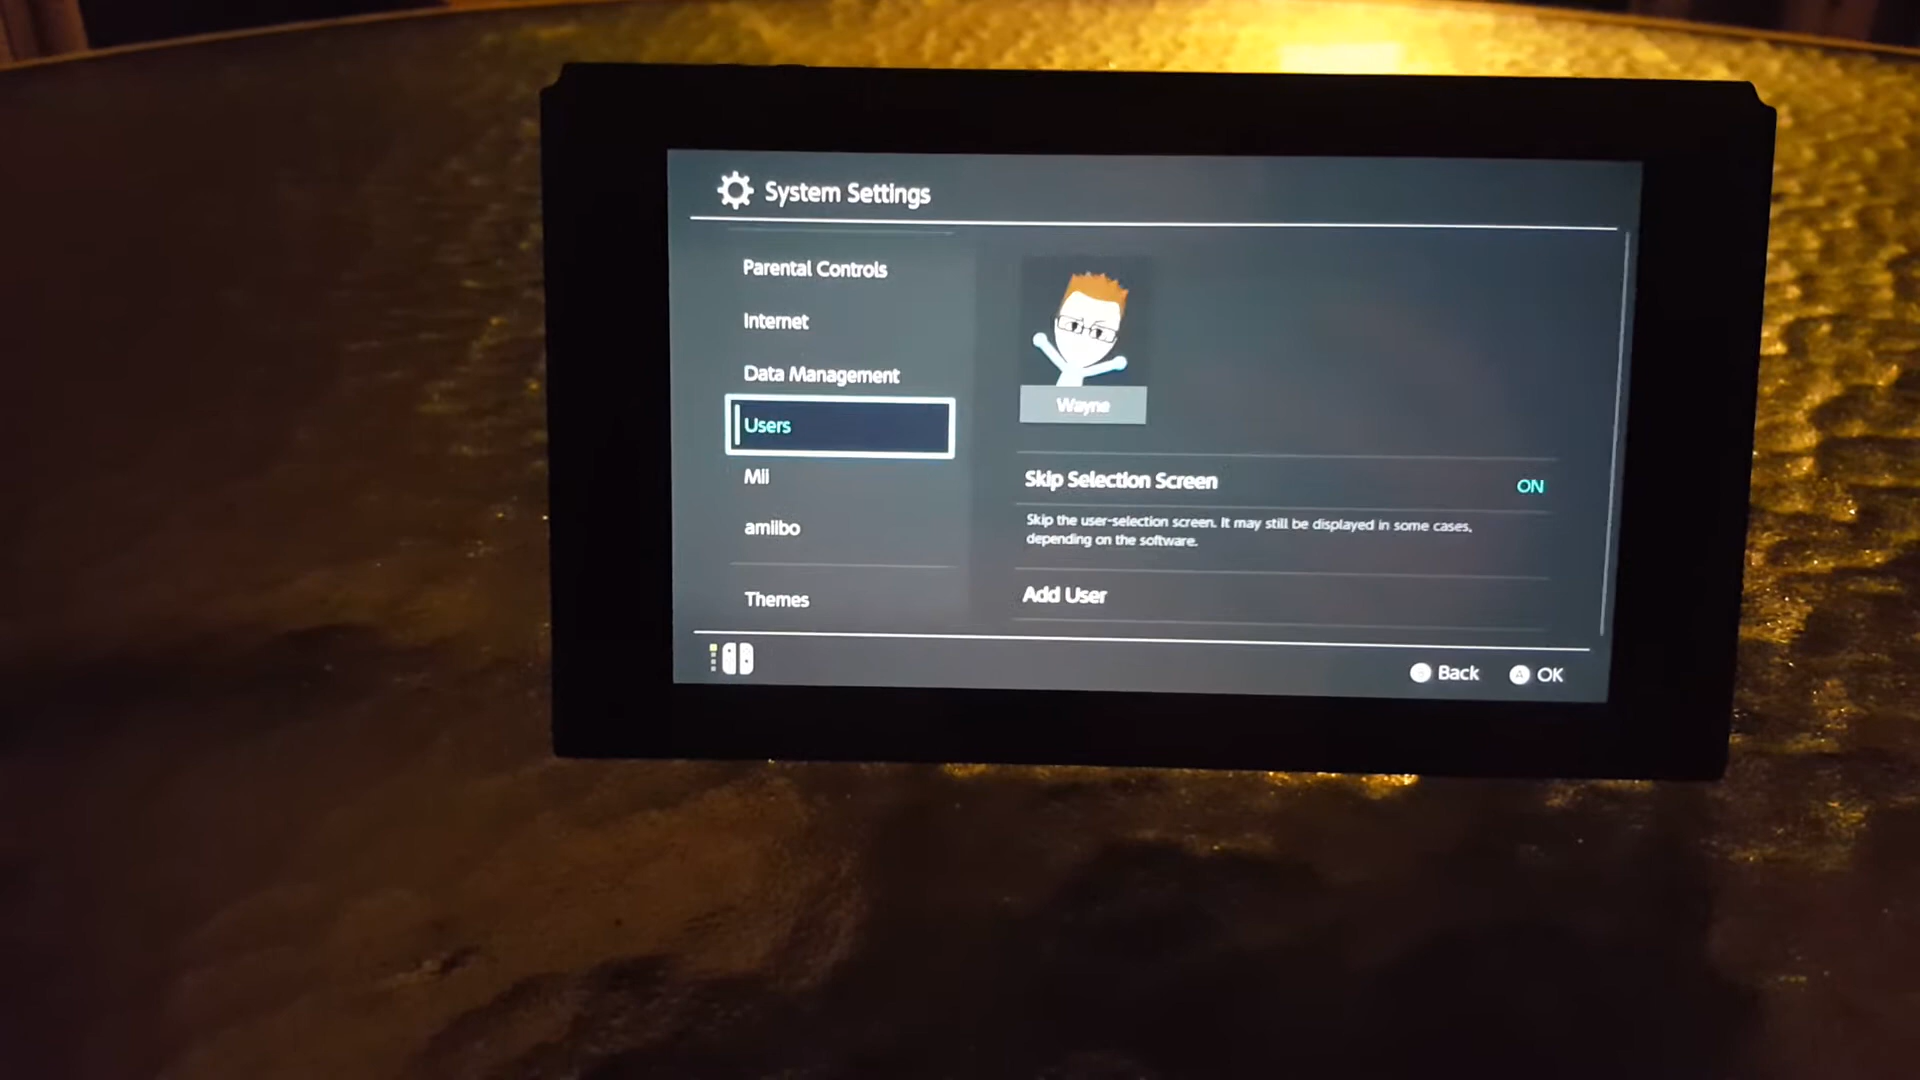 System Settings
Parental Controls
Internet
Data Management
Users
Mii
amiibo
Themes
Wayne
Skip Selection Screen
ON
Skip the user-selection screen. It may still be displayed in some cases,
depending on the software.
Add User
Back
A OK